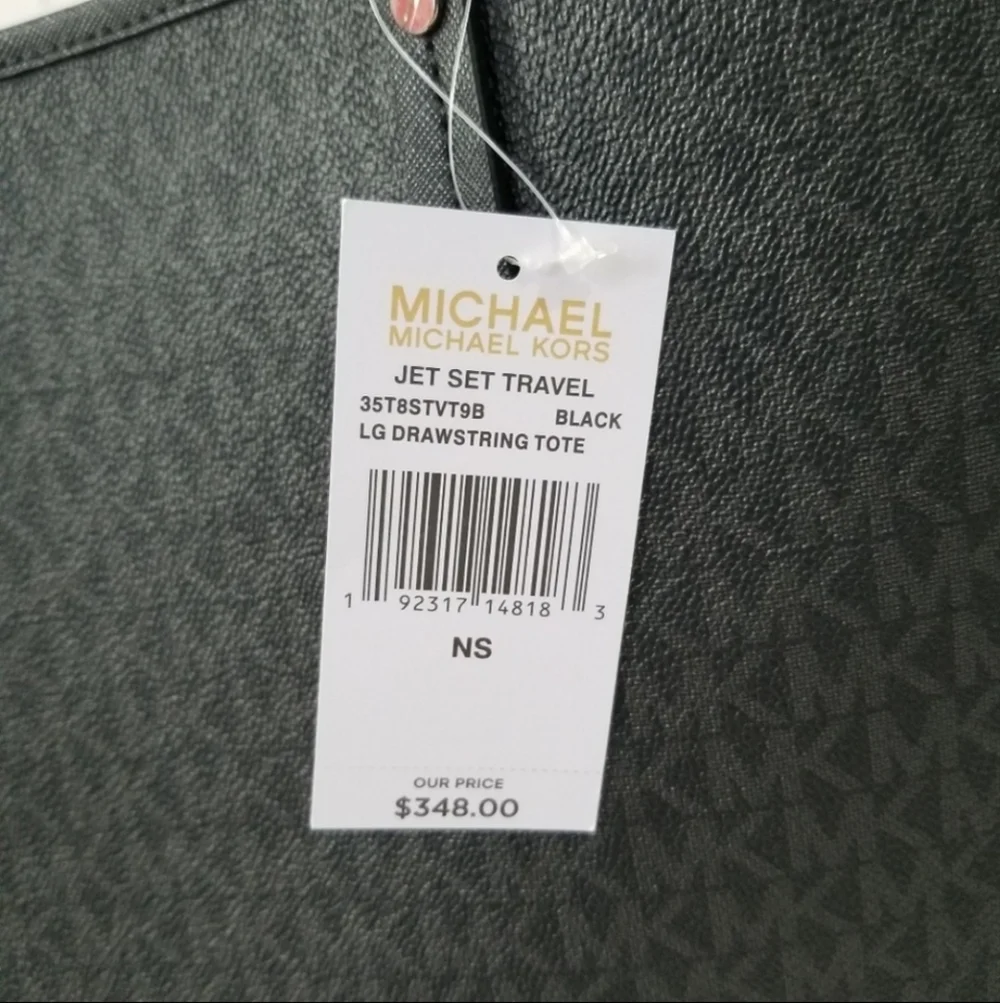 MICHAEL
MICHAEL KORS
JET SET TRAVEL
35T8STVT9B BLACK
LG DRAWSTRING TOTE
1 92317 14818 3
NS
OUR PRICE
$348.00